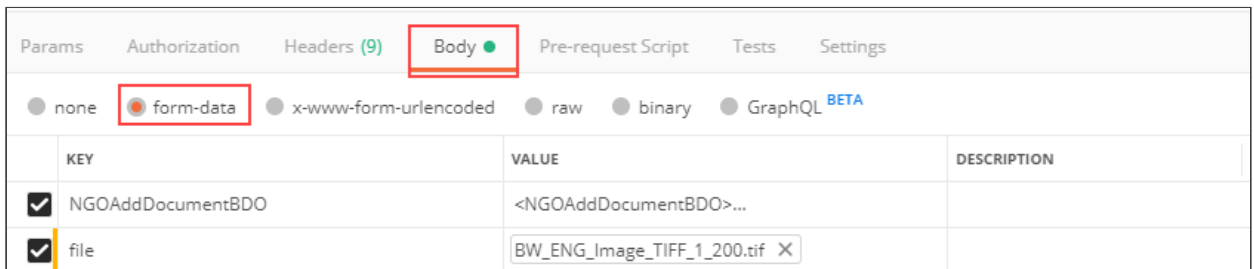 Params Authorization Headers (9) Body Pre-request Script Tests Settings
none form-data x-www-form-urlencoded raw binary GraphQL BETA
KEY VALUE DESCRIPTION
NGOAddDocumentBDO <NGOAddDocumentBDO>...
file BW_ENG_Image_TIFF_1_200.tif